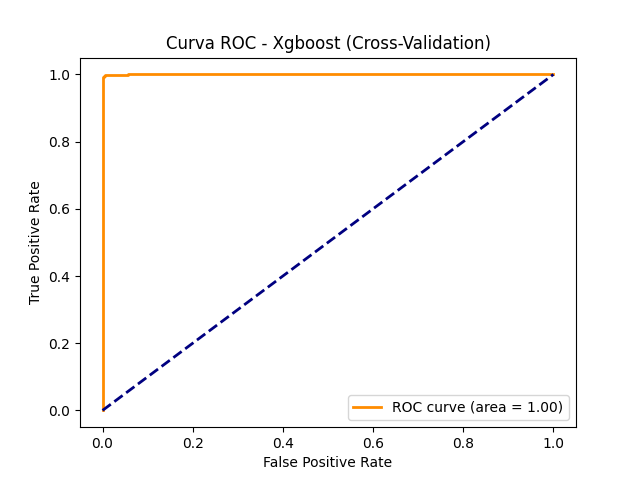 Curva ROC - Xgboost (Cross-Validation)
True Positive Rate
1.0
0.8
0.6
0.4
0.2
0.0
ROC curve (area = 1.00)
0.0 0.2 0.4 0.6 0.8 1.0
False Positive Rate